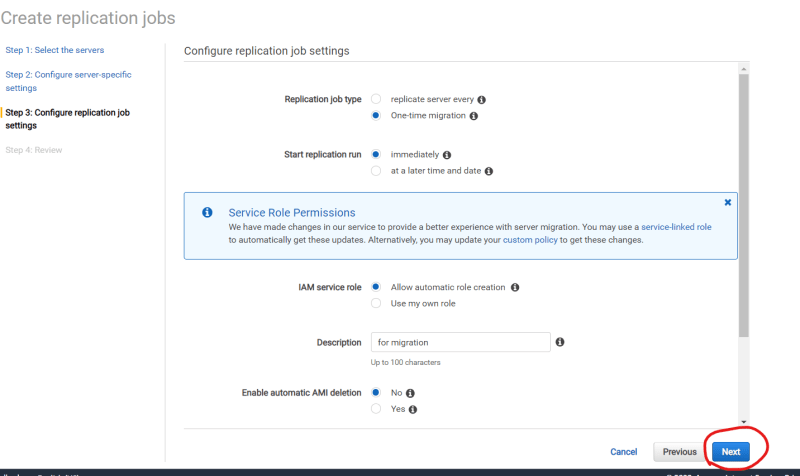 Create replication jobs
Step 1: Select the servers
Step 2: Configure server-specific
settings
Step 3: Configure replication job
settings
Step 4: Review
Configure replication job settings
Replication job type
replicate server every
One-time migration
Start replication run
immediately
at a later time and date
Service Role Permissions
We have made changes in our service to provide a better experience with server migration. You may use a service-linked role
to automatically get these updates. Alternatively, you may update your custom policy to get these changes.
IAM service role
Allow automatic role creation
Use my own role
Description
for migration
Up to 100 characters
Enable automatic AMI deletion
No
Yes
Cancel
Previous
Next